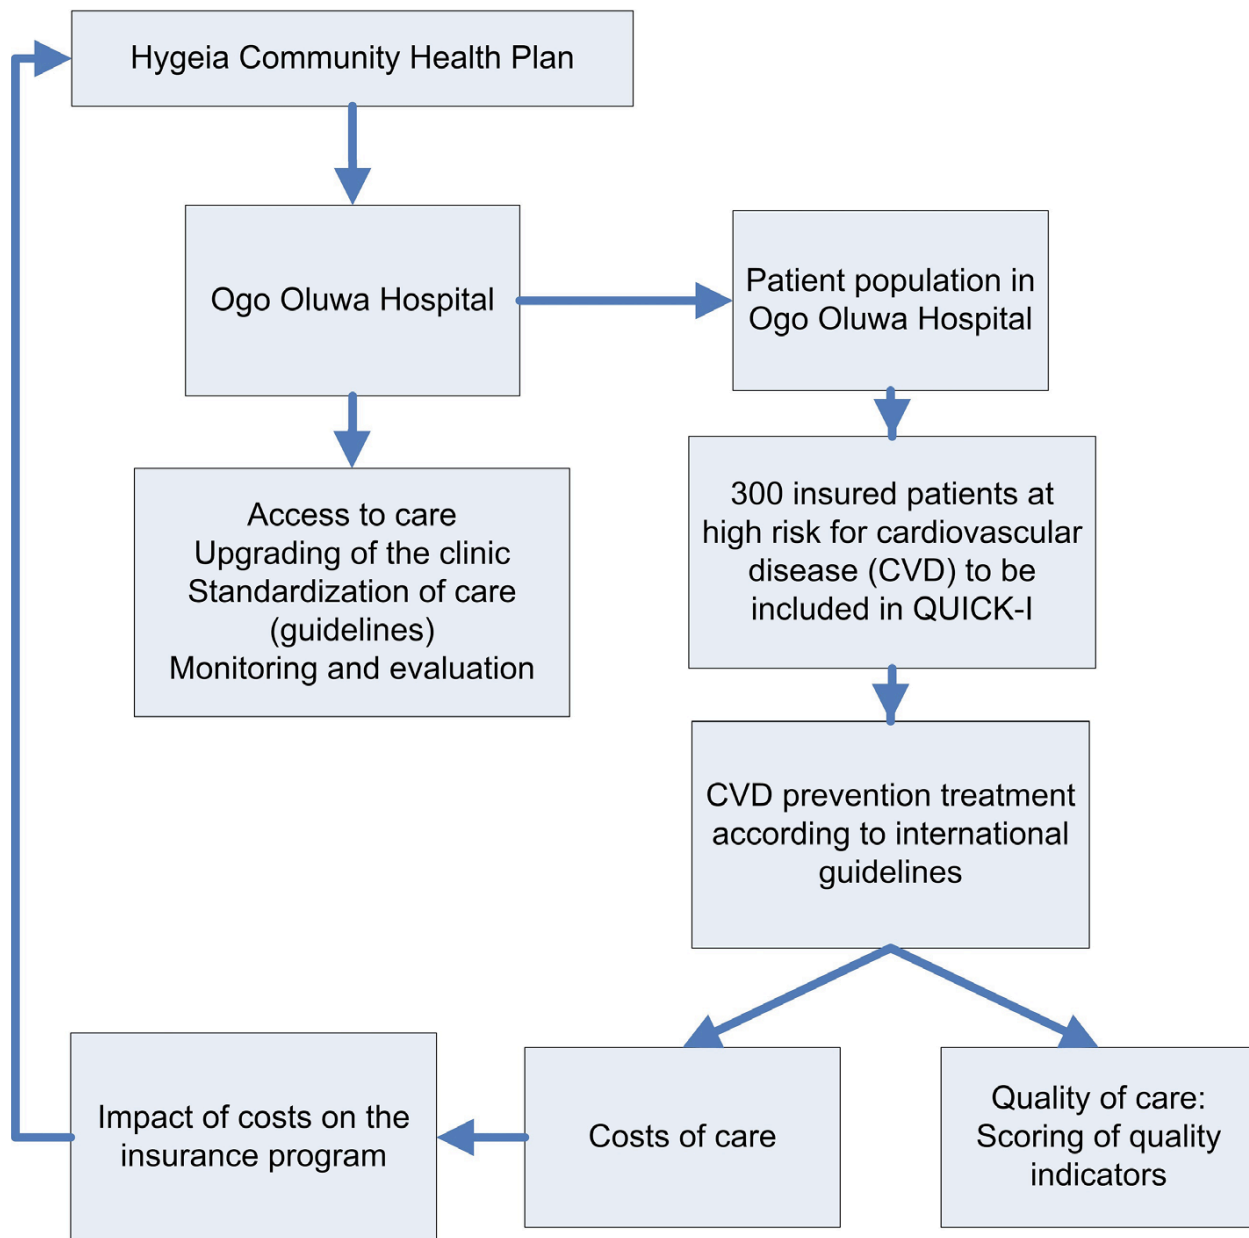 Hygeia Community Health Plan
Ogo Oluwa Hospital
Patient population in
Ogo Oluwa Hospital
Access to care
Upgrading of the clinic
Standardization of care
(guidelines)
Monitoring and evaluation
300 insured patients at
high risk for cardiovascular
disease (CVD) to be
included in QUICK-I
CVD prevention treatment
according to international
guidelines
Impact of costs on the
insurance program
Costs of care
Quality of care:
Scoring of quality
indicators